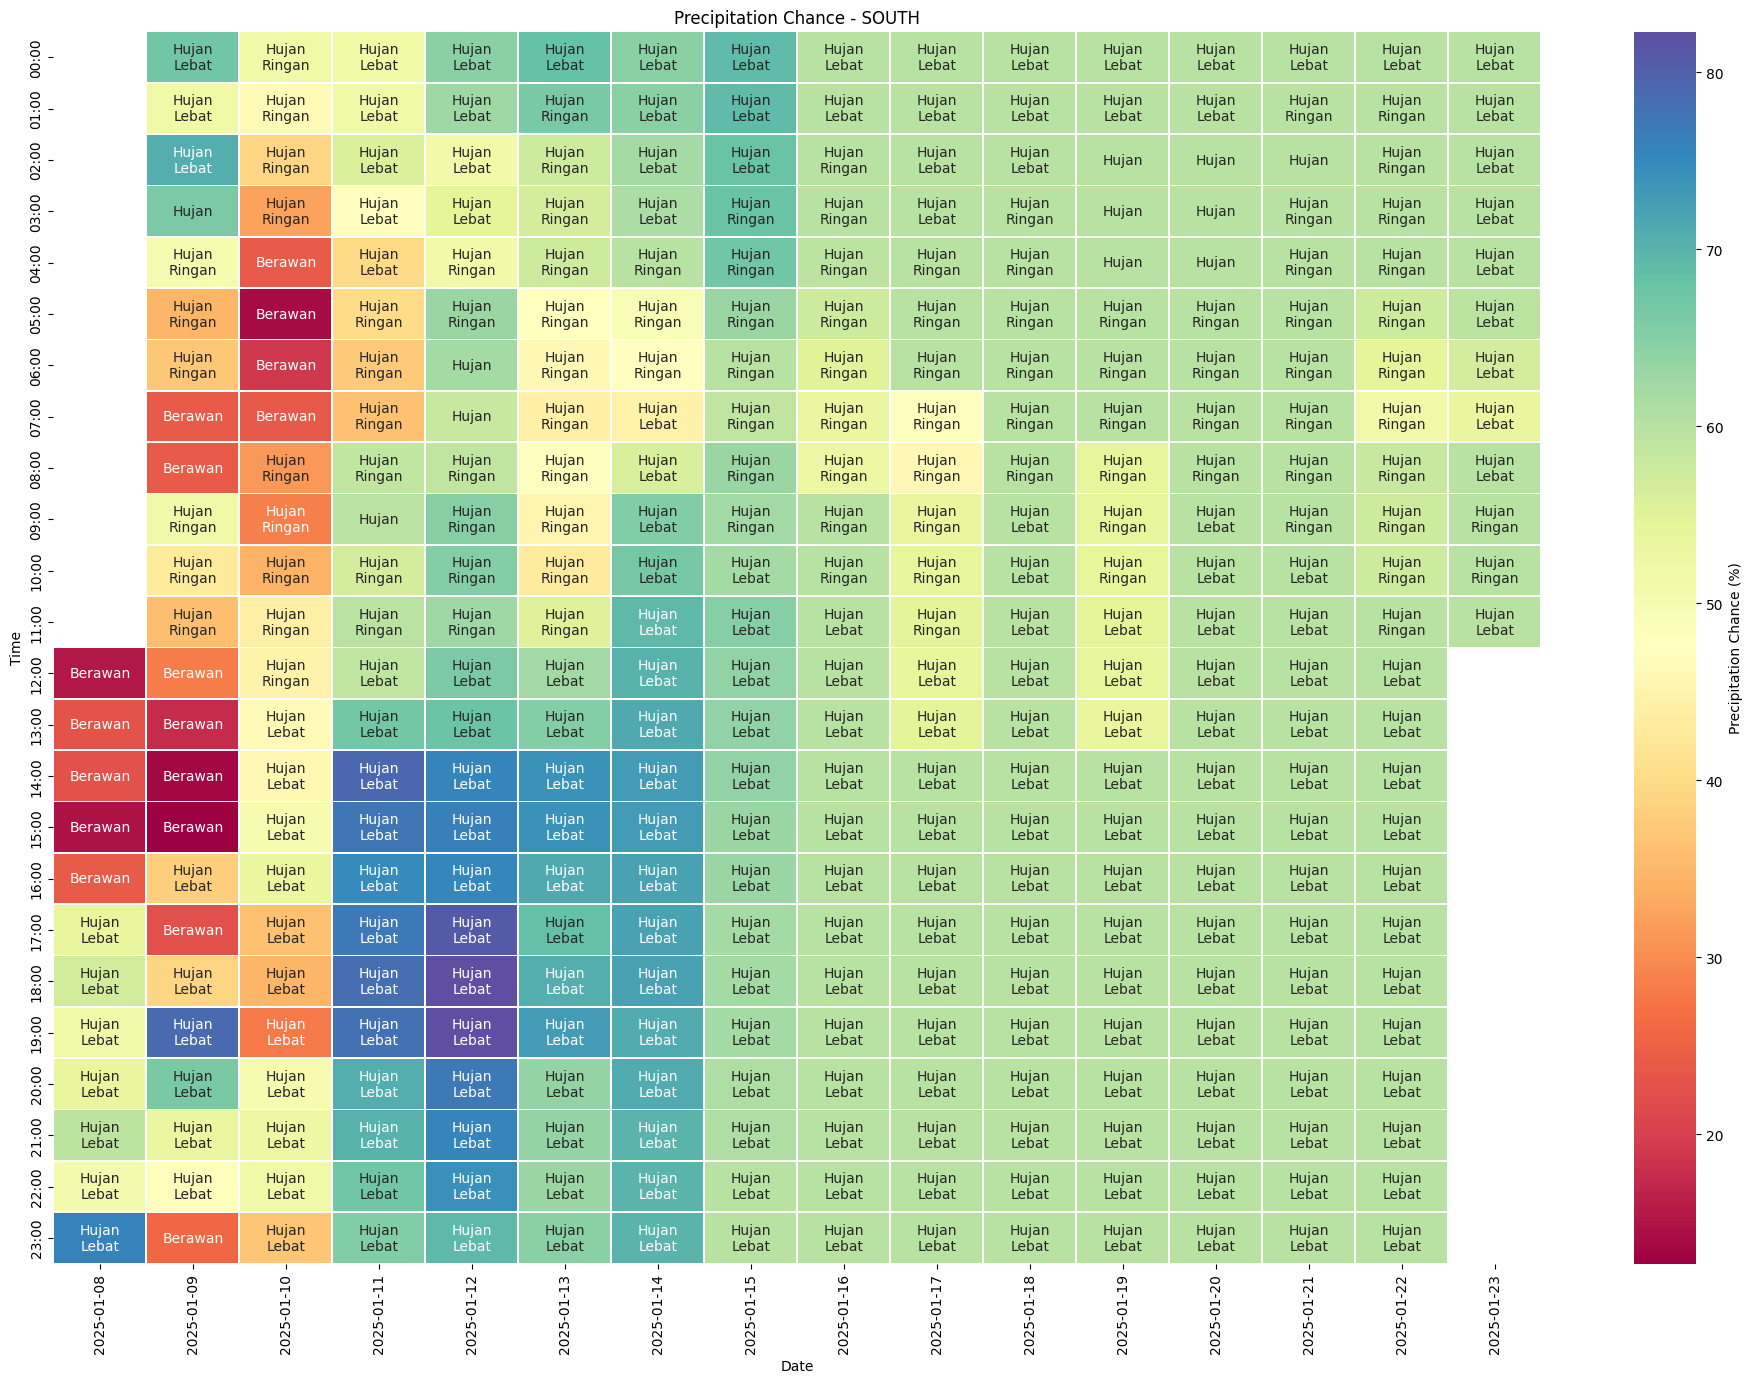 Precipitation Chance - SOUTH
00:00 Hujan Lebat Hujan Ringan Hujan Lebat Hujan Lebat Hujan Lebat Hujan Lebat Hujan Lebat Hujan Lebat Hujan Lebat Hujan Lebat Hujan Lebat Hujan Lebat Hujan Lebat Hujan Lebat Hujan Lebat
01:00 Hujan Lebat Hujan Ringan Hujan Lebat Hujan Lebat Hujan Ringan Hujan Lebat Hujan Lebat Hujan Lebat Hujan Lebat Hujan Lebat Hujan Lebat Hujan Lebat Hujan Ringan Hujan Ringan Hujan Lebat
02:00 Hujan Lebat Hujan Ringan Hujan Lebat Hujan Lebat Hujan Ringan Hujan Lebat Hujan Lebat Hujan Ringan Hujan Lebat Hujan Lebat Hujan Hujan Hujan Hujan Ringan Hujan Lebat
03:00 Hujan Hujan Ringan Hujan Lebat Hujan Lebat Hujan Ringan Hujan Lebat Hujan Ringan Hujan Ringan Hujan Lebat Hujan Ringan Hujan Hujan Hujan Ringan Hujan Ringan Hujan Lebat
04:00 Hujan Ringan Berawan Hujan Lebat Hujan Ringan Hujan Ringan Hujan Ringan Hujan Ringan Hujan Ringan Hujan Ringan Hujan Ringan Hujan Hujan Hujan Ringan Hujan Ringan Hujan Lebat
05:00 Hujan Ringan Berawan Hujan Ringan Hujan Ringan Hujan Ringan Hujan Ringan Hujan Ringan Hujan Ringan Hujan Ringan Hujan Ringan Hujan Ringan Hujan Ringan Hujan Ringan Hujan Ringan Hujan Lebat
06:00 Hujan Ringan Berawan Hujan Ringan Hujan Hujan Ringan Hujan Ringan Hujan Ringan Hujan Ringan Hujan Ringan Hujan Ringan Hujan Ringan Hujan Ringan Hujan Ringan Hujan Ringan Hujan Lebat
07:00 Berawan Berawan Hujan Ringan Hujan Hujan Ringan Hujan Lebat Hujan Ringan Hujan Ringan Hujan Ringan Hujan Ringan Hujan Ringan Hujan Ringan Hujan Ringan Hujan Ringan Hujan Lebat
08:00 Berawan Hujan Ringan Hujan Ringan Hujan Ringan Hujan Ringan Hujan Lebat Hujan Ringan Hujan Ringan Hujan Ringan Hujan Ringan Hujan Ringan Hujan Ringan Hujan Ringan Hujan Ringan Hujan Lebat
09:00 Hujan Ringan Hujan Ringan Hujan Hujan Ringan Hujan Ringan Hujan Lebat Hujan Ringan Hujan Ringan Hujan Ringan Hujan Lebat Hujan Ringan Hujan Lebat Hujan Ringan Hujan Ringan Hujan Ringan
10:00 Hujan Ringan Hujan Ringan Hujan Ringan Hujan Ringan Hujan Ringan Hujan Lebat Hujan Lebat Hujan Ringan Hujan Ringan Hujan Lebat Hujan Ringan Hujan Lebat Hujan Lebat Hujan Ringan Hujan Ringan
11:00 Hujan Ringan Hujan Ringan Hujan Ringan Hujan Ringan Hujan Ringan Hujan Lebat Hujan Lebat Hujan Lebat Hujan Ringan Hujan Lebat Hujan Lebat Hujan Lebat Hujan Lebat Hujan Ringan Hujan Lebat
12:00 Berawan Berawan Hujan Ringan Hujan Lebat Hujan Lebat Hujan Lebat Hujan Lebat Hujan Lebat Hujan Lebat Hujan Lebat Hujan Lebat Hujan Lebat Hujan Lebat Hujan Lebat Hujan Lebat
13:00 Berawan Berawan Hujan Lebat Hujan Lebat Hujan Lebat Hujan Lebat Hujan Lebat Hujan Lebat Hujan Lebat Hujan Lebat Hujan Lebat Hujan Lebat Hujan Lebat Hujan Lebat Hujan Lebat
14:00 Berawan Berawan Hujan Lebat Hujan Lebat Hujan Lebat Hujan Lebat Hujan Lebat Hujan Lebat Hujan Lebat Hujan Lebat Hujan Lebat Hujan Lebat Hujan Lebat Hujan Lebat Hujan Lebat
15:00 Berawan Berawan Hujan Lebat Hujan Lebat Hujan Lebat Hujan Lebat Hujan Lebat Hujan Lebat Hujan Lebat Hujan Lebat Hujan Lebat Hujan Lebat Hujan Lebat Hujan Lebat Hujan Lebat
16:00 Berawan Hujan Lebat Hujan Lebat Hujan Lebat Hujan Lebat Hujan Lebat Hujan Lebat Hujan Lebat Hujan Lebat Hujan Lebat Hujan Lebat Hujan Lebat Hujan Lebat Hujan Lebat Hujan Lebat
17:00 Hujan Lebat Berawan Hujan Lebat Hujan Lebat Hujan Lebat Hujan Lebat Hujan Lebat Hujan Lebat Hujan Lebat Hujan Lebat Hujan Lebat Hujan Lebat Hujan Lebat Hujan Lebat Hujan Lebat
18:00 Hujan Lebat Hujan Lebat Hujan Lebat Hujan Lebat Hujan Lebat Hujan Lebat Hujan Lebat Hujan Lebat Hujan Lebat Hujan Lebat Hujan Lebat Hujan Lebat Hujan Lebat Hujan Lebat Hujan Lebat
19:00 Hujan Lebat Hujan Lebat Hujan Lebat Hujan Lebat Hujan Lebat Hujan Lebat Hujan Lebat Hujan Lebat Hujan Lebat Hujan Lebat Hujan Lebat Hujan Lebat Hujan Lebat Hujan Lebat Hujan Lebat
20:00 Hujan Lebat Hujan Lebat Hujan Lebat Hujan Lebat Hujan Lebat Hujan Lebat Hujan Lebat Hujan Lebat Hujan Lebat Hujan Lebat Hujan Lebat Hujan Lebat Hujan Lebat Hujan Lebat Hujan Lebat
21:00 Hujan Lebat Hujan Lebat Hujan Lebat Hujan Lebat Hujan Lebat Hujan Lebat Hujan Lebat Hujan Lebat Hujan Lebat Hujan Lebat Hujan Lebat Hujan Lebat Hujan Lebat Hujan Lebat Hujan Lebat
22:00 Hujan Lebat Hujan Lebat Hujan Lebat Hujan Lebat Hujan Lebat Hujan Lebat Hujan Lebat Hujan Lebat Hujan Lebat Hujan Lebat Hujan Lebat Hujan Lebat Hujan Lebat Hujan Lebat Hujan Lebat
23:00 Hujan Lebat Berawan Hujan Lebat Hujan Lebat Hujan Lebat Hujan Lebat Hujan Lebat Hujan Lebat Hujan Lebat Hujan Lebat Hujan Lebat Hujan Lebat Hujan Lebat Hujan Lebat Hujan Lebat
Time
2025-01-08 2025-01-09 2025-01-10 2025-01-11 2025-01-12 2025-01-13 2025-01-14 2025-01-15 2025-01-16 2025-01-17 2025-01-18 2025-01-19 2025-01-20 2025-01-21 2025-01-22 2025-01-23
Date
80
70
60
50
40
30
20
Precipitation Chance (%)